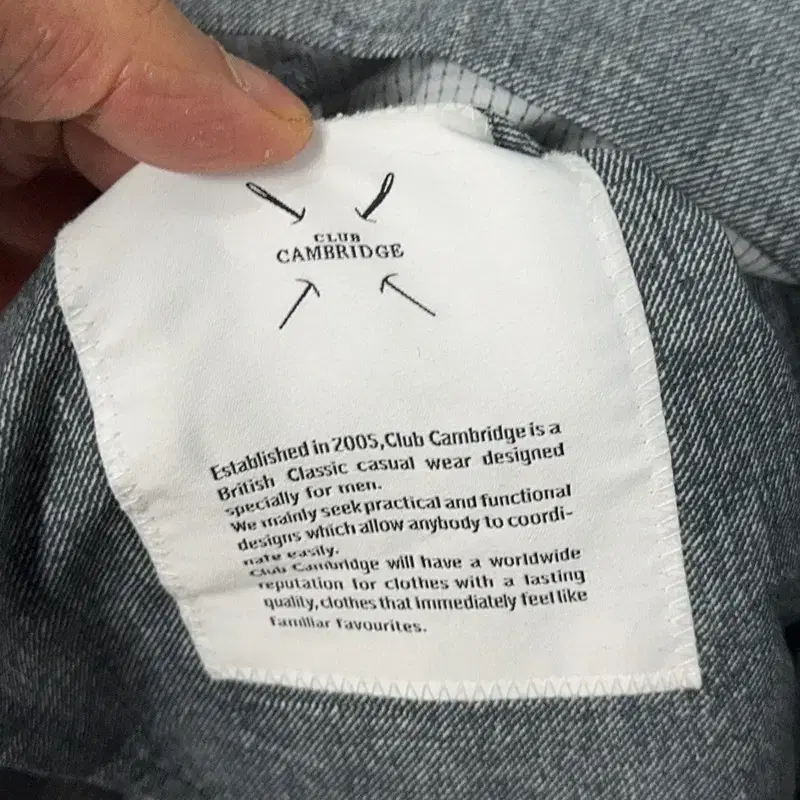 CLUB
CAMBRIDGE
Established in 2005,Club Cambridge is a
British Classic casual wear designed
specially for men.
We mainly seek practical and functional
designs which allow anybody to coordi-
nate easily.
Club Cambridge will have a worldwide
reputation for clothes with a lasting
quality,clothes that immediately feel like
familiar favourites.